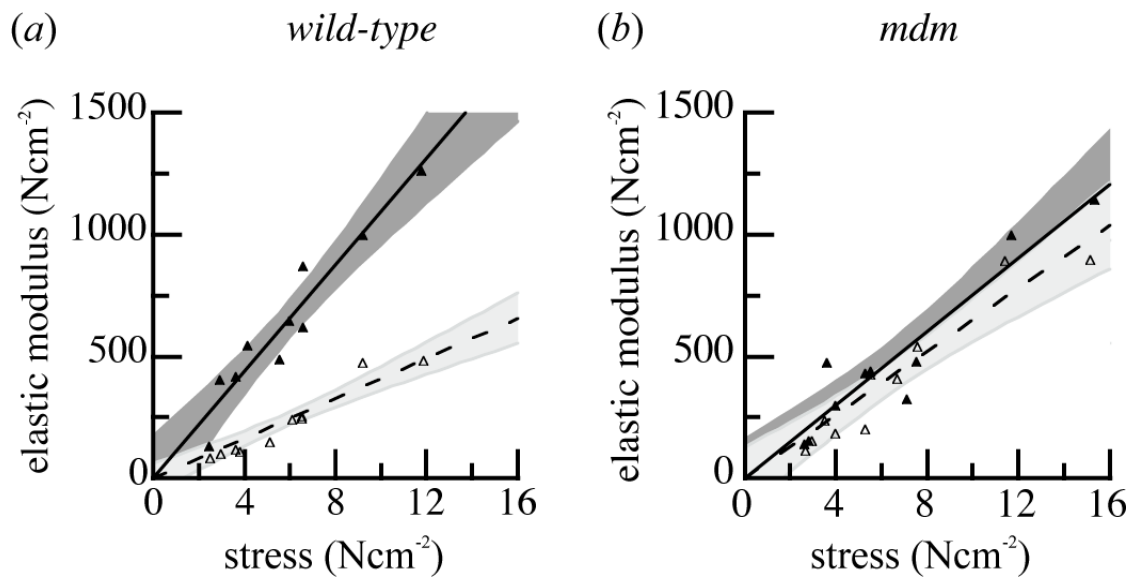 (a) wild-type
1500
1000
500
0
0 4 8 12 16
elastic modulus (Ncm⁻²)
stress (Ncm⁻²)
(b) mdm
1500
1000
500
0
0 4 8 12 16
elastic modulus (Ncm⁻²)
stress (Ncm⁻²)